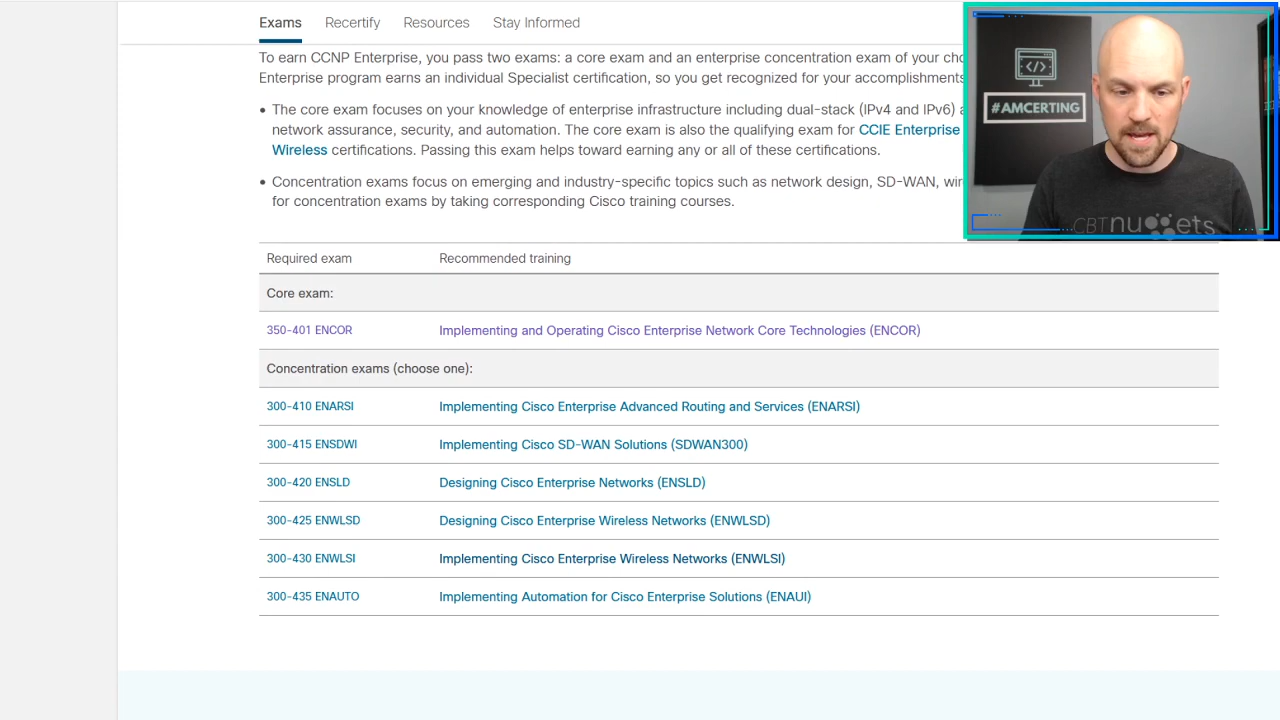 Exams Recertify Resources Stay Informed
To earn CCNP Enterprise, you pass two exams: a core exam and an enterprise concentration exam of your cho
Enterprise program earns an individual Specialist certification, so you get recognized for your accomplishments
• The core exam focuses on your knowledge of enterprise infrastructure including dual-stack (IPv4 and IPv6) a
network assurance, security, and automation. The core exam is also the qualifying exam for CCIE Enterprise
Wireless certifications. Passing this exam helps toward earning any or all of these certifications.
• Concentration exams focus on emerging and industry-specific topics such as network design, SD-WAN, wir
for concentration exams by taking corresponding Cisco training courses.
#AMCERTING
CBTnuggets
Required exam Recommended training
Core exam:
350-401 ENCOR Implementing and Operating Cisco Enterprise Network Core Technologies (ENCOR)
Concentration exams (choose one):
300-410 ENARSI Implementing Cisco Enterprise Advanced Routing and Services (ENARSI)
300-415 ENSDWI Implementing Cisco SD-WAN Solutions (SDWAN300)
300-420 ENSLD Designing Cisco Enterprise Networks (ENSLD)
300-425 ENWLSD Designing Cisco Enterprise Wireless Networks (ENWLSD)
300-430 ENWLSI Implementing Cisco Enterprise Wireless Networks (ENWLSI)
300-435 ENAUTO Implementing Automation for Cisco Enterprise Solutions (ENAUI)